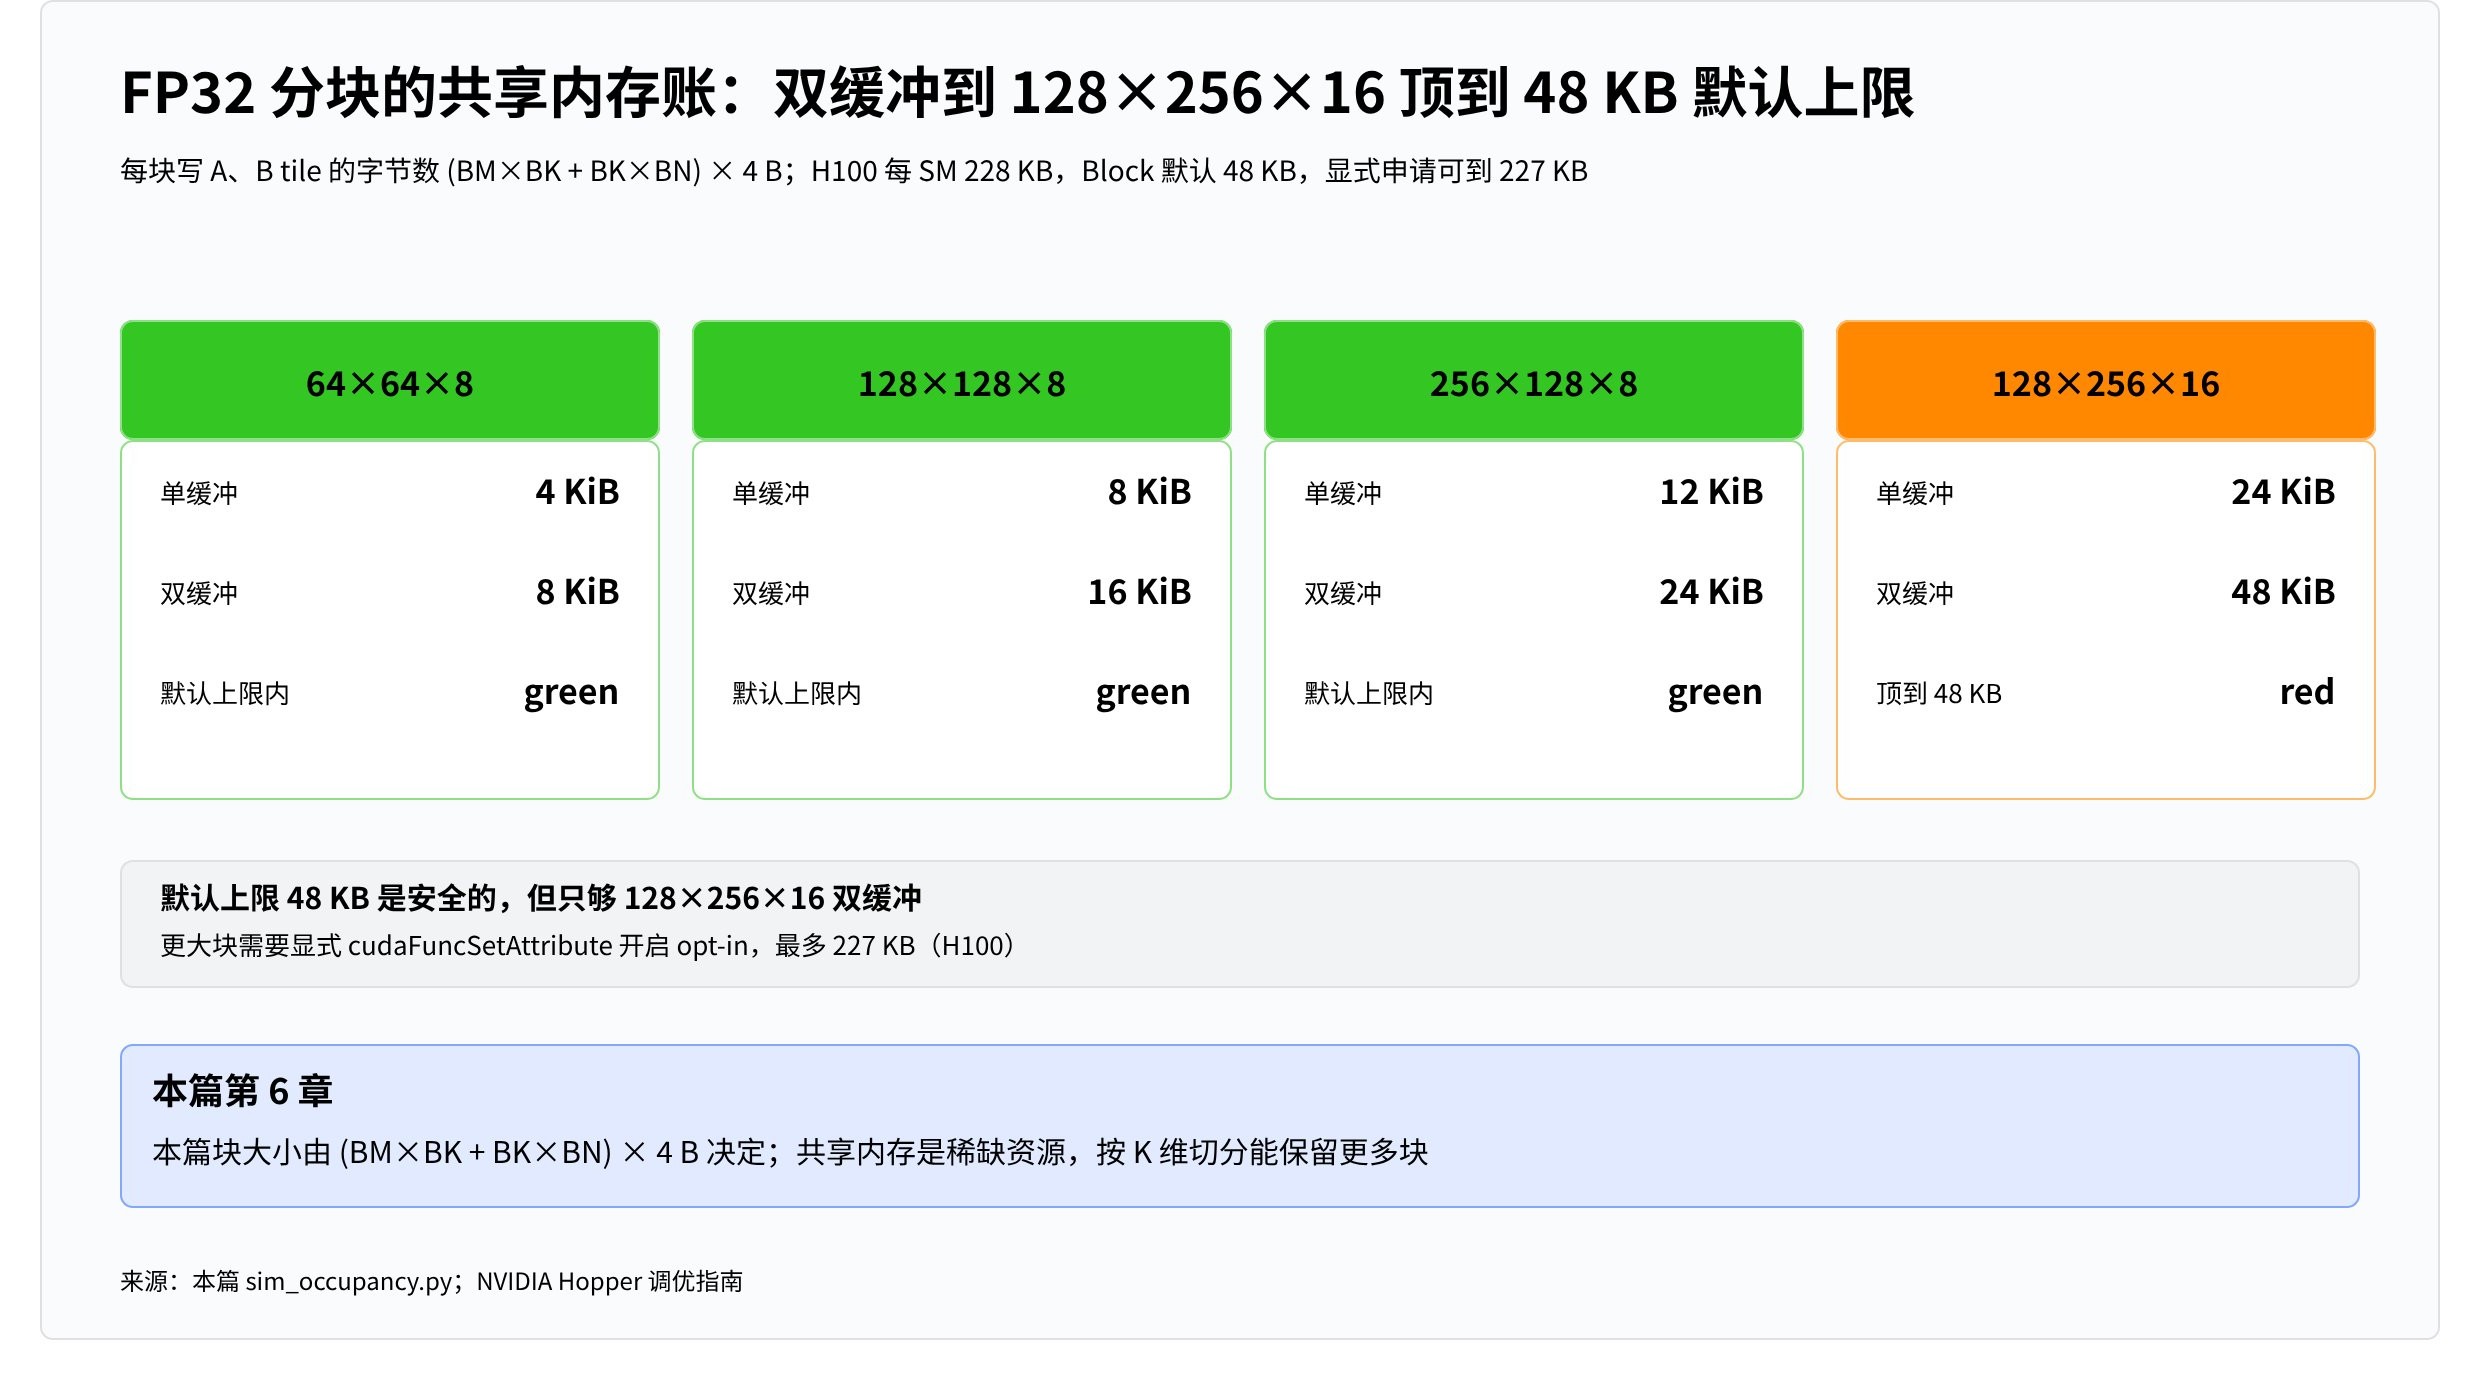 FP32 分块的共享内存账：双缓冲到 128×256×16 顶到 48 KB 默认上限
每块写 A、B tile 的字节数 (BM×BK + BK×BN) × 4 B；H100 每 SM 228 KB，Block 默认 48 KB，显式申请可到 227 KB
64×64×8
单缓冲 4 KiB
双缓冲 8 KiB
默认上限内 green
128×128×8
单缓冲 8 KiB
双缓冲 16 KiB
默认上限内 green
256×128×8
单缓冲 12 KiB
双缓冲 24 KiB
默认上限内 green
128×256×16
单缓冲 24 KiB
双缓冲 48 KiB
顶到 48 KB red
默认上限 48 KB 是安全的，但只够 128×256×16 双缓冲
更大块需要显式 cudaFuncSetAttribute 开启 opt-in，最多 227 KB（H100）
本篇第 6 章
本篇块大小由 (BM×BK + BK×BN) × 4 B 决定；共享内存是稀缺资源，按 K 维切分能保留更多块
来源：本篇 sim_occupancy.py；NVIDIA Hopper 调优指南